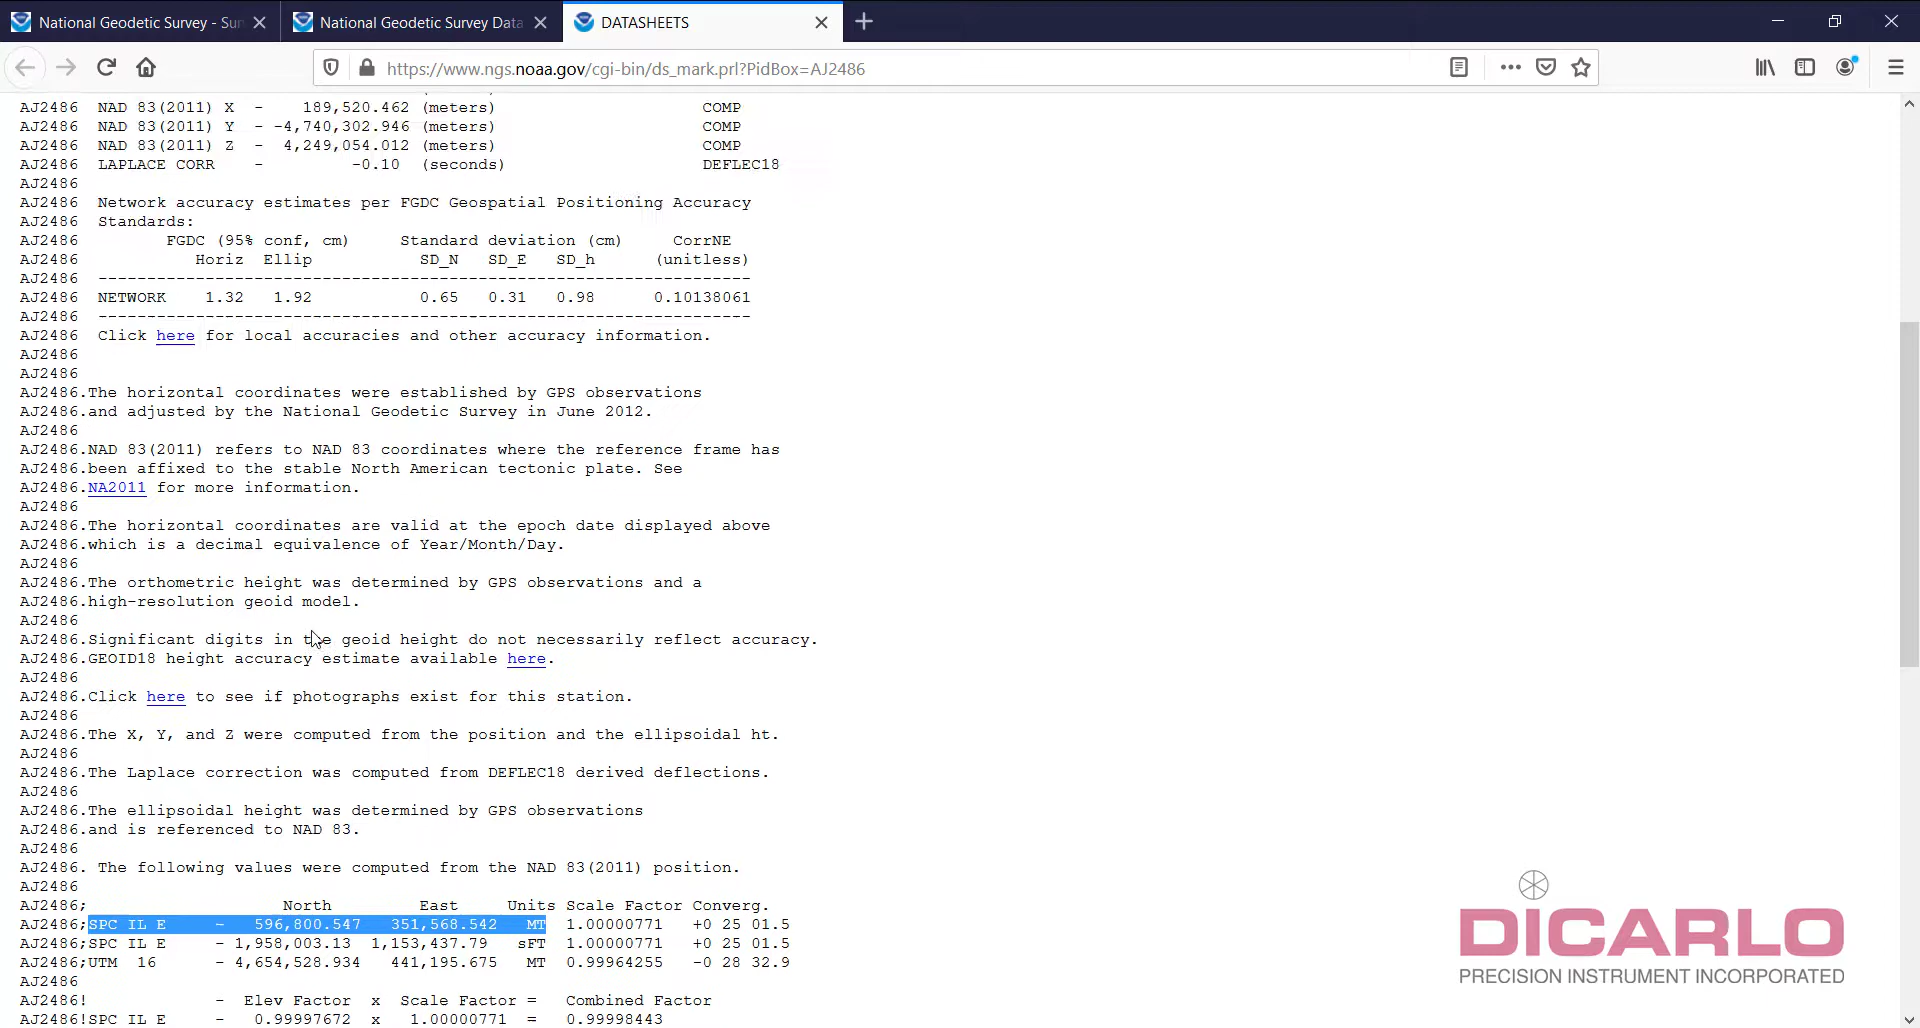 National Geodetic Survey - Sur
National Geodetic Survey Data
DATASHEETS
https://www.ngs.noaa.gov/cgi-bin/ds_mark.prl?PidBox=AJ2486
AJ2486  NAD 83(2011) X  -    189,520.462 (meters)                     COMP
AJ2486  NAD 83(2011) Y  - -4,740,302.946 (meters)                     COMP
AJ2486  NAD 83(2011) Z  -  4,249,054.012 (meters)                     COMP
AJ2486  LAPLACE CORR    -         -0.10  (seconds)                    DEFLEC18
AJ2486
AJ2486  Network accuracy estimates per FGDC Geospatial Positioning Accuracy
AJ2486  Standards:
AJ2486         FGDC (95% conf, cm)     Standard deviation (cm)     CorrNE
AJ2486            Horiz  Ellip           SD_N   SD_E   SD_h      (unitless)
AJ2486  -------------------------------------------------------------------
AJ2486  NETWORK    1.32   1.92           0.65   0.31   0.98      0.10138061
AJ2486  -------------------------------------------------------------------
AJ2486  Click here for local accuracies and other accuracy information.
AJ2486
AJ2486
AJ2486.The horizontal coordinates were established by GPS observations
AJ2486.and adjusted by the National Geodetic Survey in June 2012.
AJ2486
AJ2486.NAD 83(2011) refers to NAD 83 coordinates where the reference frame has
AJ2486.been affixed to the stable North American tectonic plate. See
AJ2486.NA2011 for more information.
AJ2486
AJ2486.The horizontal coordinates are valid at the epoch date displayed above
AJ2486.which is a decimal equivalence of Year/Month/Day.
AJ2486
AJ2486.The orthometric height was determined by GPS observations and a
AJ2486.high-resolution geoid model.
AJ2486
AJ2486.Significant digits in the geoid height do not necessarily reflect accuracy.
AJ2486.GEOID18 height accuracy estimate available here.
AJ2486
AJ2486.Click here to see if photographs exist for this station.
AJ2486
AJ2486.The X, Y, and Z were computed from the position and the ellipsoidal ht.
AJ2486
AJ2486.The Laplace correction was computed from DEFLEC18 derived deflections.
AJ2486
AJ2486.The ellipsoidal height was determined by GPS observations
AJ2486.and is referenced to NAD 83.
AJ2486
AJ2486. The following values were computed from the NAD 83(2011) position.
AJ2486
AJ2486;                    North         East     Units Scale Factor Converg.
AJ2486;SPC IL E     -   596,800.547   351,568.542   MT  1.00000771   +0 25 01.5
AJ2486;SPC IL E     - 1,958,003.13  1,153,437.79   sFT  1.00000771   +0 25 01.5
AJ2486;UTM  16      - 4,654,528.934   441,195.675   MT  0.99964255   -0 28 32.9
AJ2486
AJ2486!             -  Elev Factor  x  Scale Factor =   Combined Factor
AJ2486!SPC IL E     -   0.99997672  x   1.00000771  =   0.99998443
DICARLO
PRECISION INSTRUMENT INCORPORATED